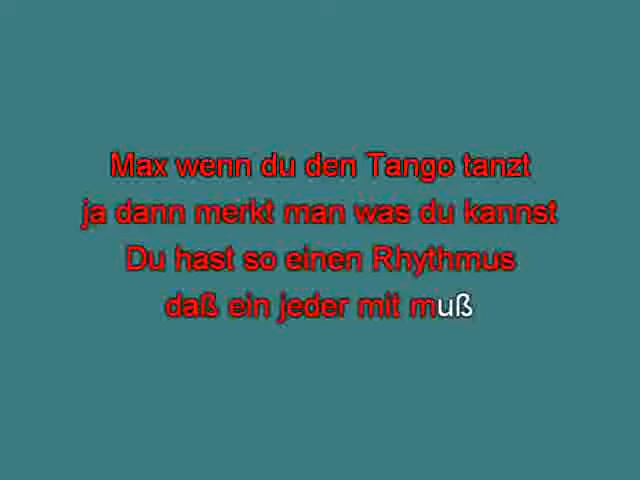 Max wenn du den Tango tanzt
ja dann merkt man was du kannst
Du hast so einen Rhythmus
daß ein jeder mit muß